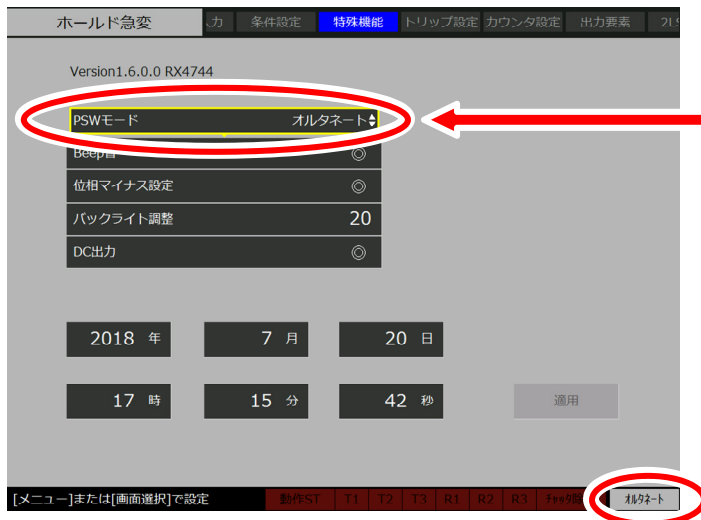 ホールド急変 力 条件設定 特殊機能 トリップ設定 カウンタ設定 出力要素
Version1.6.0.0 RX4744
PSWモード オルタネート
Beep音 ◎
位相マイナス設定 ◎
バックライト調整 20
DC出力 ◎
2018 年 7 月 20 日
17 時 15 分 42 秒 適用
[メニュー]または[画面選択]で設定 動作ST T1 T2 T3 R1 R2 R3 オルタネート